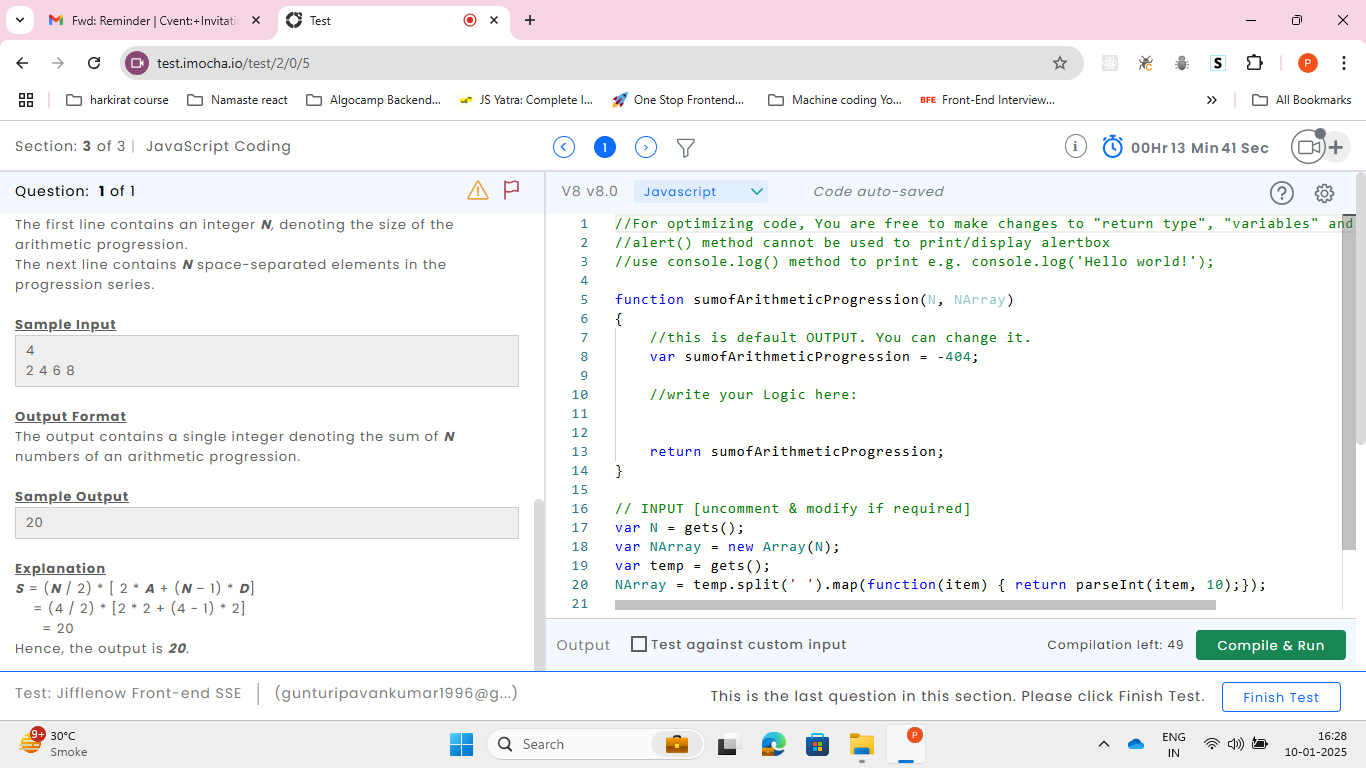 Fwd: Reminder | Cvent:+Invitati
Test
test.imocha.io/test/2/0/5
S
P
harkirat course
Namaste react
Algocamp Backend...
JS Yatra: Complete I...
One Stop Frontend...
Machine coding Yo...
BFE Front-End Interview...
All Bookmarks
Section: 3 of 3 | JavaScript Coding
1
00Hr 13 Min 41 Sec
Question: 1 of 1
The first line contains an integer N, denoting the size of the
arithmetic progression.
The next line contains N space-separated elements in the
progression series.
Sample Input
4
2 4 6 8
Output Format
The output contains a single integer denoting the sum of N
numbers of an arithmetic progression.
Sample Output
20
Explanation
S = (N / 2) * [ 2 * A + (N – 1) * D]
= (4 / 2) * [2 * 2 + (4 - 1) * 2]
= 20
Hence, the output is 20.
V8 v8.0
Javascript
Code auto-saved
1 //For optimizing code, You are free to make changes to "return type", "variables" and
2 //alert() method cannot be used to print/display alertbox
3 //use console.log() method to print e.g. console.log('Hello world!');
4
5 function sumofArithmeticProgression(N, NArray)
6 {
7 //this is default OUTPUT. You can change it.
8 var sumofArithmeticProgression = -404;
9
10 //write your Logic here:
11
12
13 return sumofArithmeticProgression;
14 }
15
16 // INPUT [uncomment & modify if required]
17 var N = gets();
18 var NArray = new Array(N);
19 var temp = gets();
20 NArray = temp.split(' ').map(function(item) { return parseInt(item, 10);});
21
Output
Test against custom input
Compilation left: 49
Compile & Run
Test: Jifflenow Front-end SSE | (gunturipavankumar1996@g...)
This is the last question in this section. Please click Finish Test.
Finish Test
9+
30°C
Smoke
Search
P
ENG
IN
16:28
10-01-2025